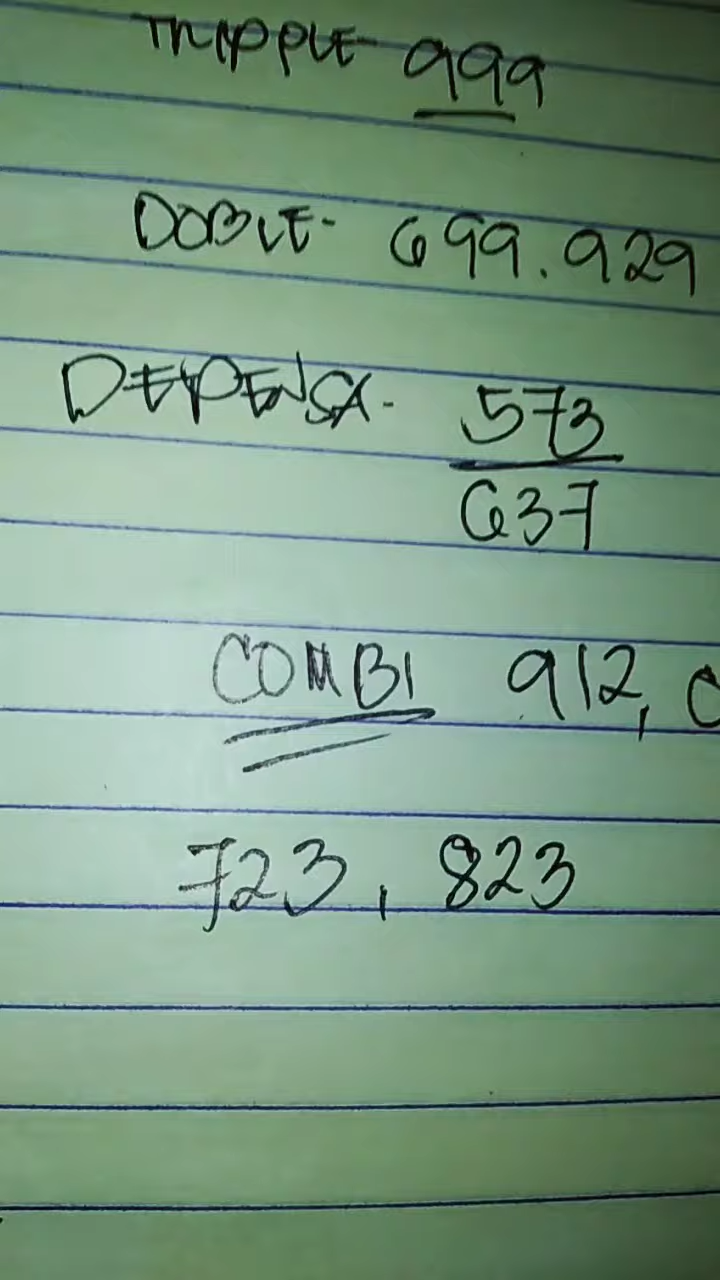 TRIPPLE- 999
DOBLE- 699.929
DEPENSA- 573
637
COMBI 912,
723, 823